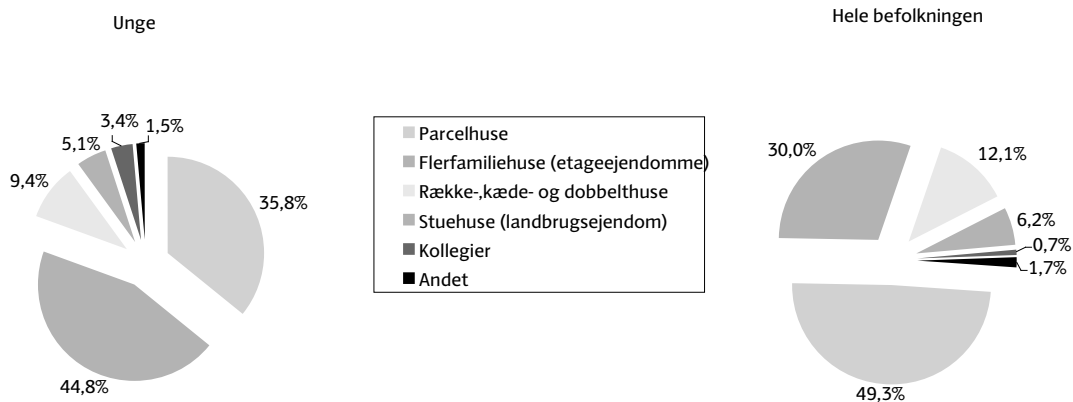 Unge
Hele befolkningen
3,4%
1,5%
5,1%
9,4%
35,8%
44,8%
Parcelhuse
Flerfamiliehuse (etageejendomme)
Række-,kæde- og dobbelthuse
Stuehuse (landbrugsejendom)
Kollegier
Andet
30,0%
12,1%
6,2%
0,7%
1,7%
49,3%